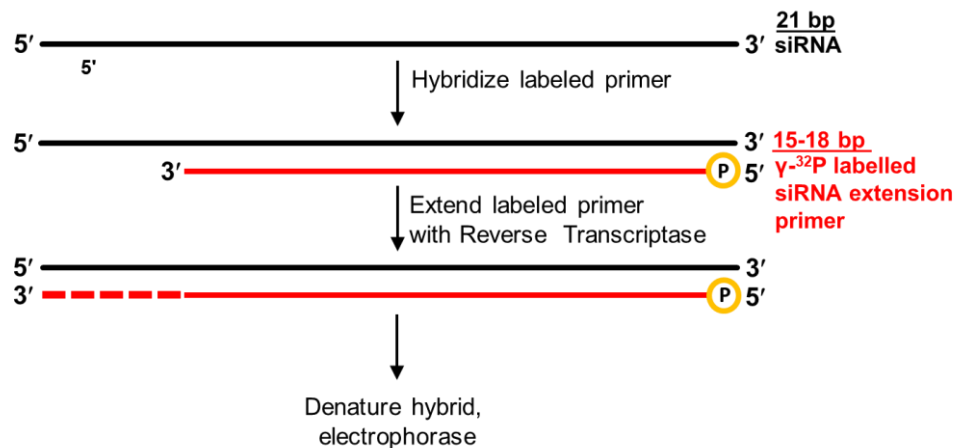 5′ 3′ 21 bp
siRNA
5'
Hybridize labeled primer
5′ 3′ 15-18 bp
3′ P 5′ γ-³²P labelled
siRNA extension
primer
Extend labeled primer
with Reverse Transcriptase
5′ 3′
3′ P 5′
Denature hybrid,
electrophorase